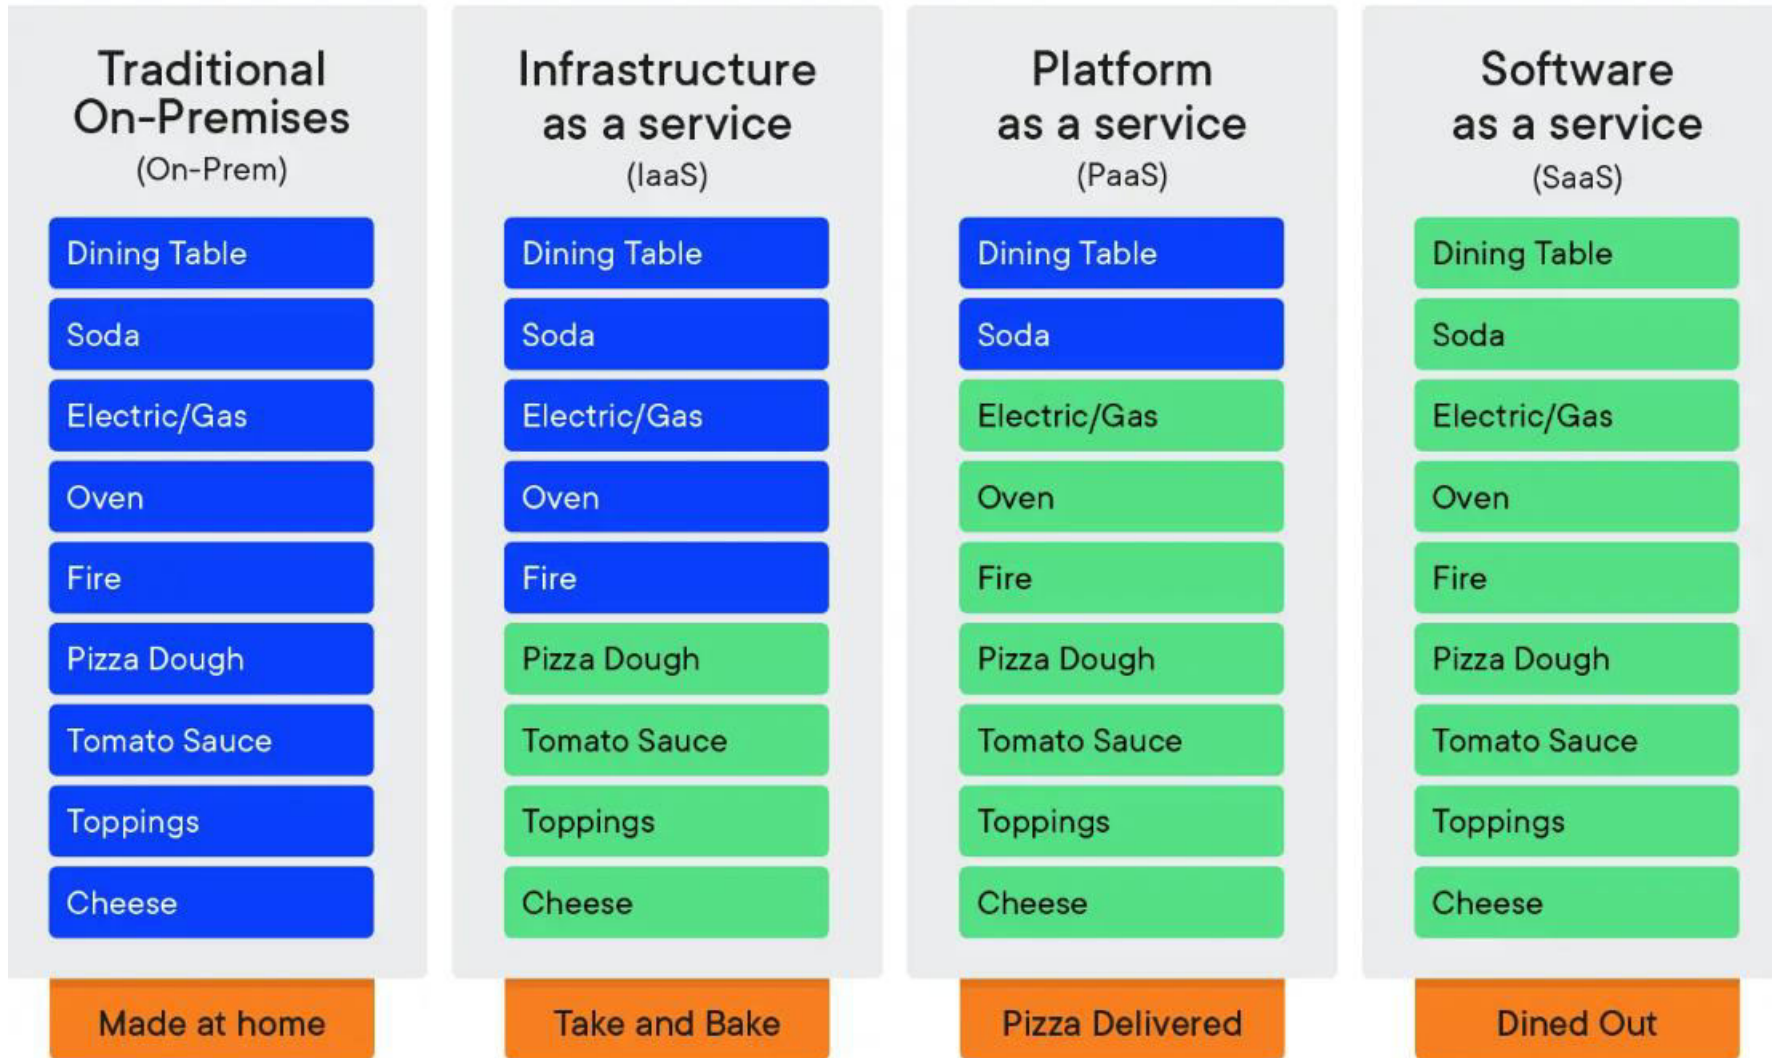 Traditional
On-Premises
(On-Prem)
Dining Table
Soda
Electric/Gas
Oven
Fire
Pizza Dough
Tomato Sauce
Toppings
Cheese
Made at home
Infrastructure
as a service
(IaaS)
Dining Table
Soda
Electric/Gas
Oven
Fire
Pizza Dough
Tomato Sauce
Toppings
Cheese
Take and Bake
Platform
as a service
(PaaS)
Dining Table
Soda
Electric/Gas
Oven
Fire
Pizza Dough
Tomato Sauce
Toppings
Cheese
Pizza Delivered
Software
as a service
(SaaS)
Dining Table
Soda
Electric/Gas
Oven
Fire
Pizza Dough
Tomato Sauce
Toppings
Cheese
Dined Out